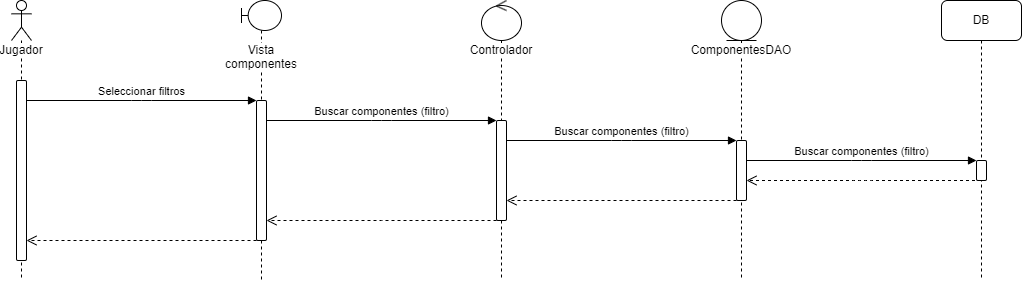 Jugador
Vista
componentes
Controlador
ComponentesDAO
DB
Seleccionar filtros
Buscar componentes (filtro)
Buscar componentes (filtro)
Buscar componentes (filtro)